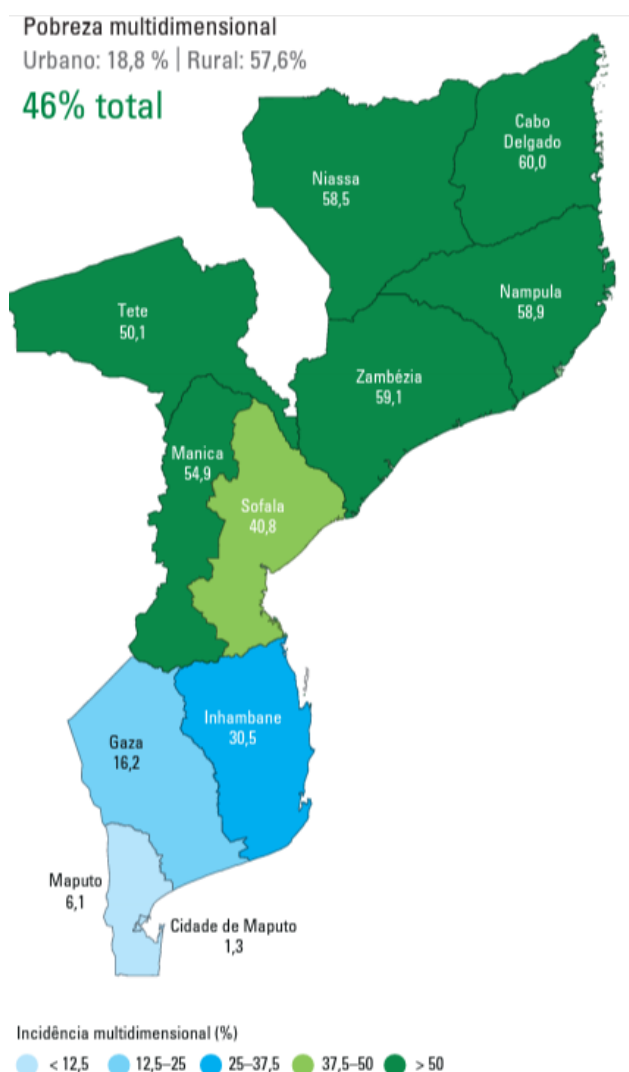 Pobreza multidimensional
Urbano: 18,8 % | Rural: 57,6%
46% total
Cabo
Delgado
60,0
Niassa
58,5
Nampula
58,9
Tete
50,1
Zambézia
59,1
Manica
54,9
Sofala
40,8
Inhambane
30,5
Gaza
16,2
Maputo
6,1
Cidade de Maputo
1,3
Incidência multidimensional (%)
< 12,5 12,5–25 25–37,5 37,5–50 > 50